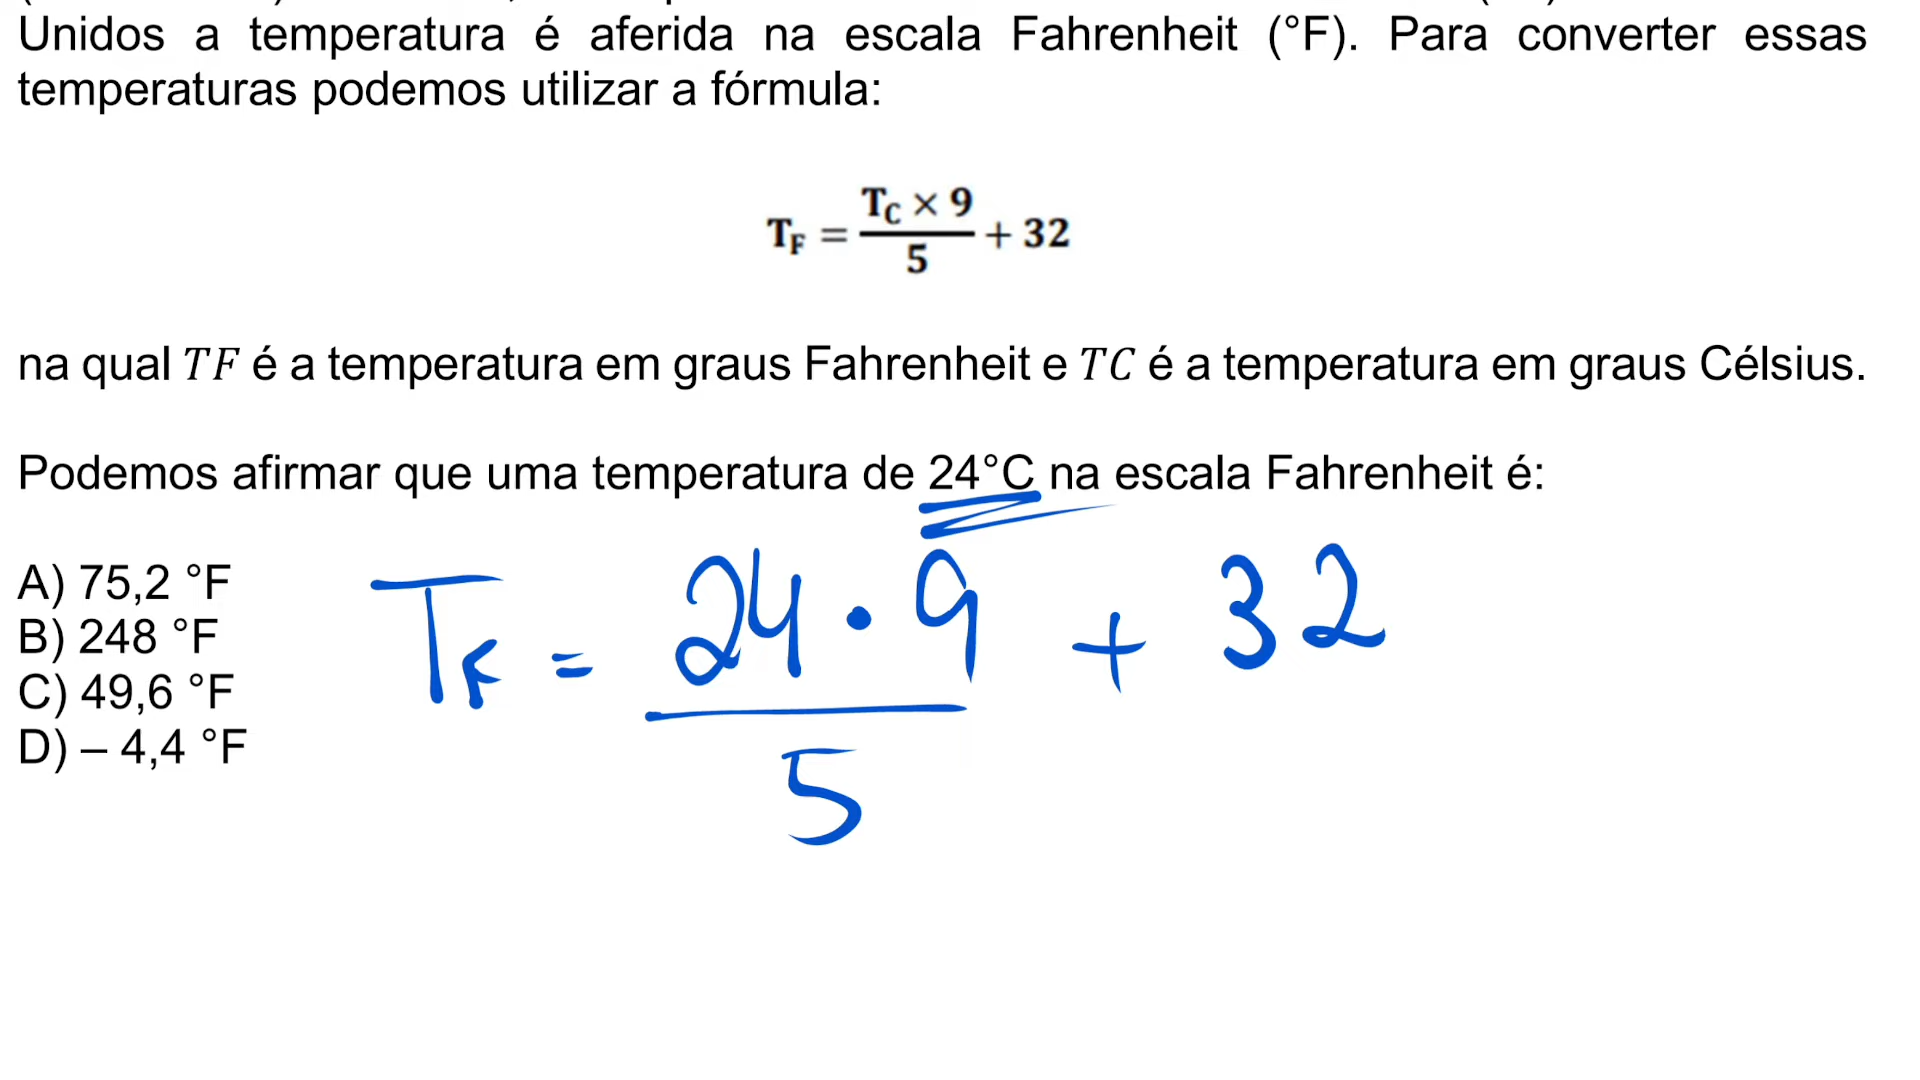 Unidos a temperatura é aferida na escala Fahrenheit (°F). Para converter essas
temperaturas podemos utilizar a fórmula:
T_F = (T_C × 9)/5 + 32
na qual TF é a temperatura em graus Fahrenheit e TC é a temperatura em graus Célsius.
Podemos afirmar que uma temperatura de 24°C na escala Fahrenheit é:
A) 75,2 °F
B) 248 °F
C) 49,6 °F
D) – 4,4 °F
T_F = (24 · 9)/5 + 32